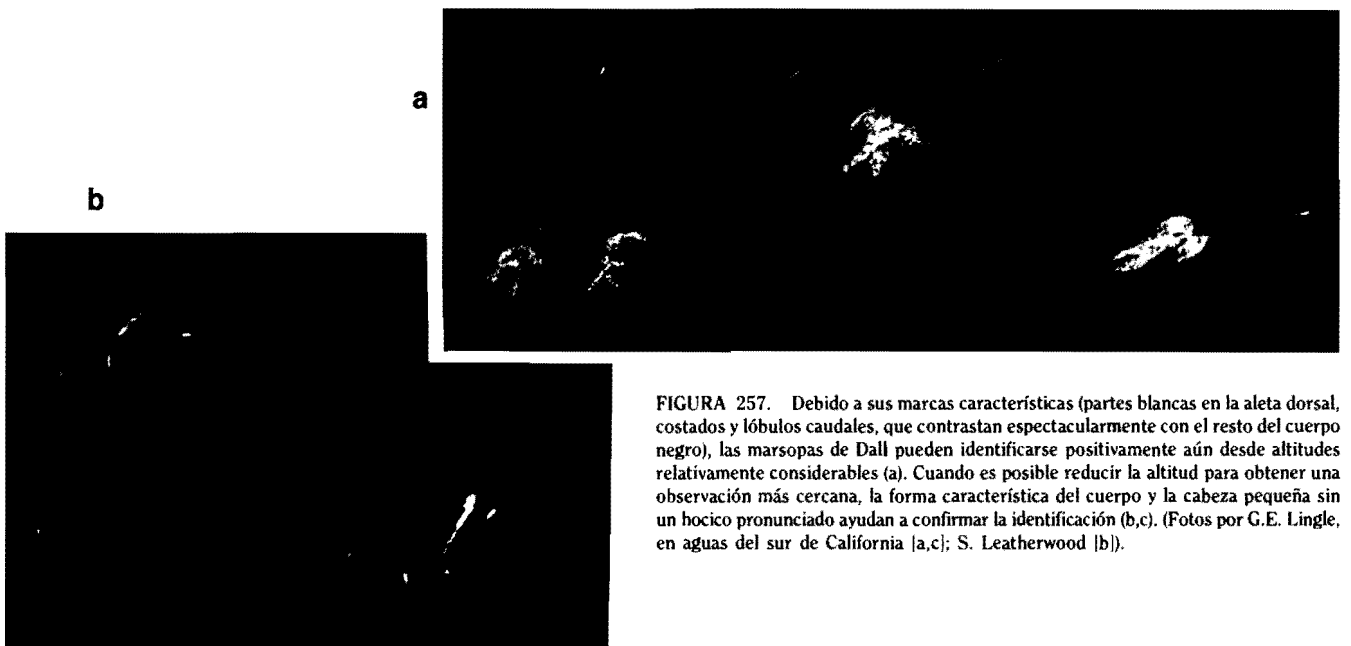 a
b
FIGURA 257. Debido a sus marcas características (partes blancas en la aleta dorsal,
costados y lóbulos caudales, que contrastan espectacularmente con el resto del cuerpo
negro), las marsopas de Dall pueden identificarse positivamente aún desde altitudes
relativamente considerables (a). Cuando es posible reducir la altitud para obtener una
observación más cercana, la forma característica del cuerpo y la cabeza pequeña sin
un hocico pronunciado ayudan a confirmar la identificación (b,c). (Fotos por G.E. Lingle,
en aguas del sur de California [a,c]; S. Leatherwood [b]).